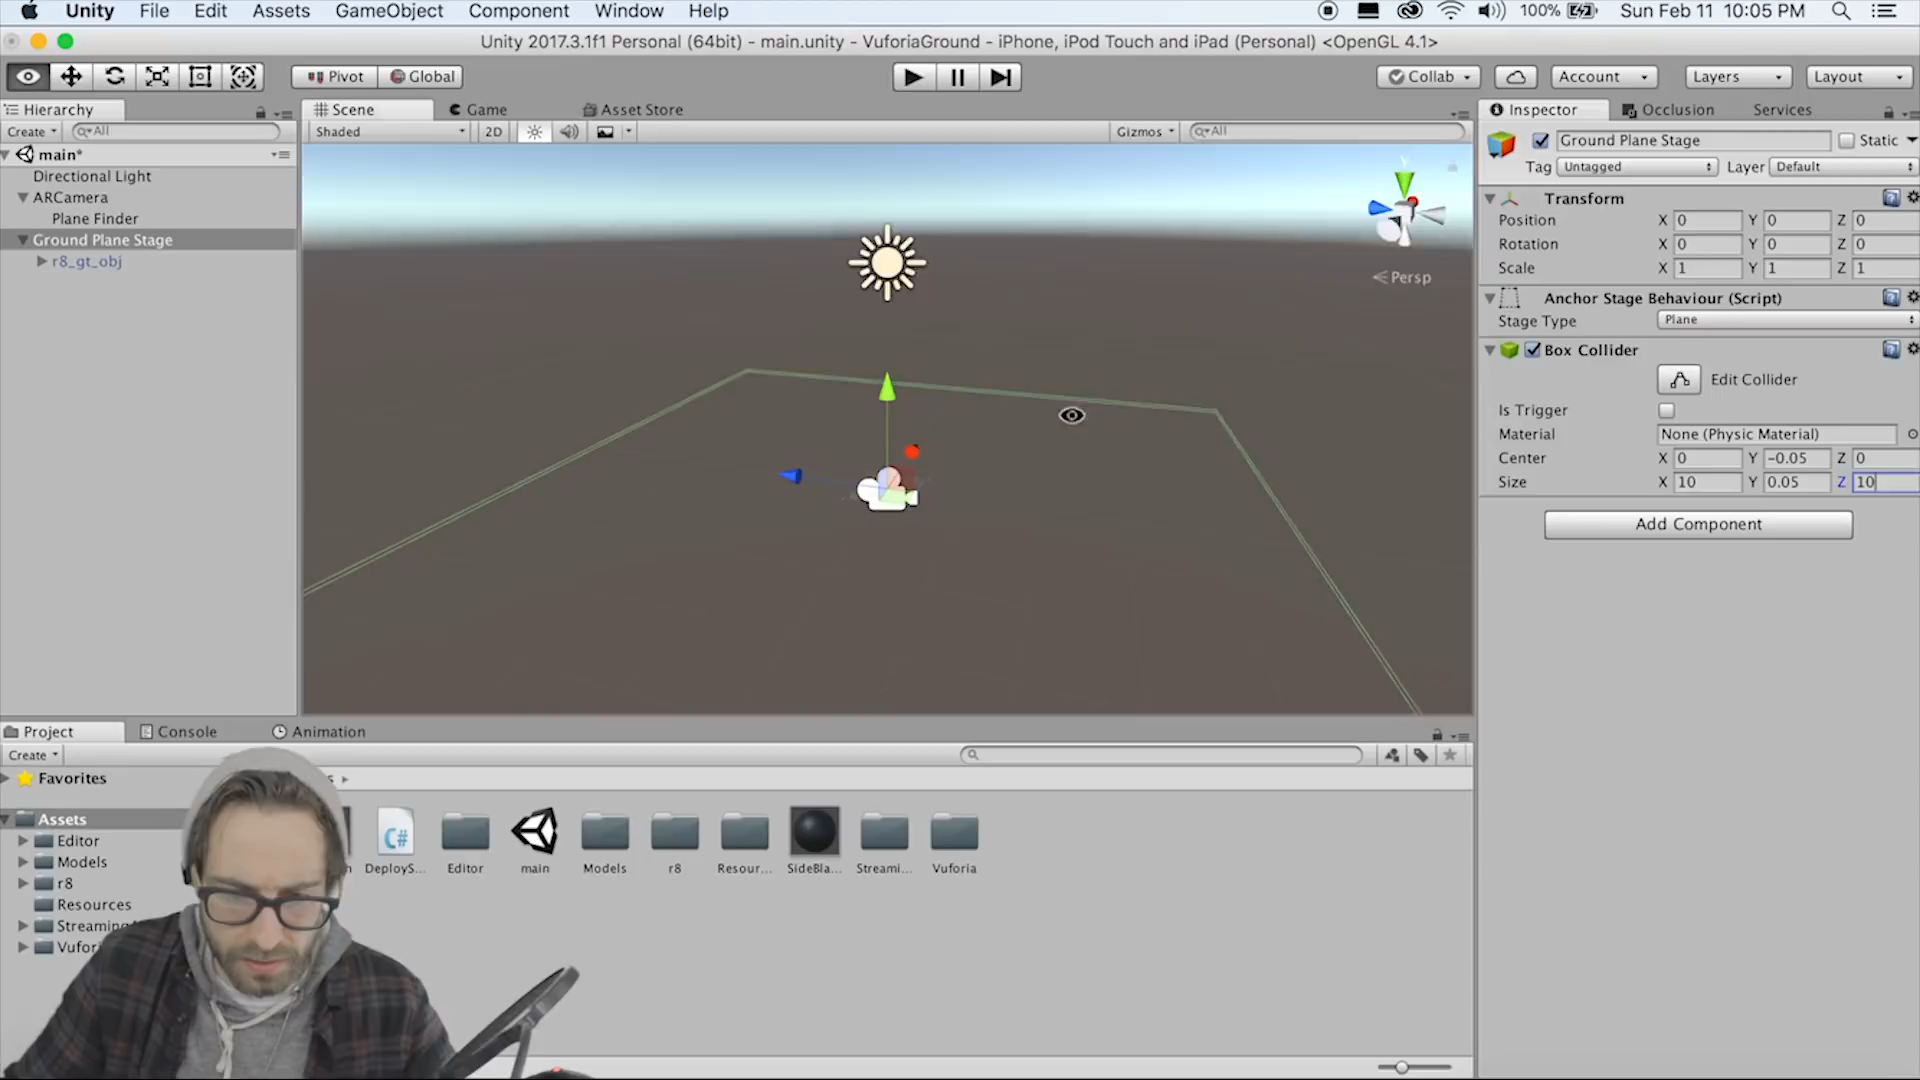 Unity File Edit Assets GameObject Component Window Help 100% Sun Feb 11 10:05 PM
Unity 2017.3.1f1 Personal (64bit) - main.unity - VuforiaGround - iPhone, iPod Touch and iPad (Personal) <OpenGL 4.1>
Pivot Global Collab Account Layers Layout
Hierarchy Scene Game Asset Store Inspector Occlusion Services
Create All Shaded 2D Gizmos All
Ground Plane Stage Static
main*
Tag Untagged Layer Default
Directional Light
ARCamera
Plane Finder
Ground Plane Stage
r8_gt_obj
Y
Persp
Transform
Position X 0 Y 0 Z 0
Rotation X 0 Y 0 Z 0
Scale X 1 Y 1 Z 1
Anchor Stage Behaviour (Script)
Stage Type Plane
Box Collider
Edit Collider
Is Trigger
Material None (Physic Material)
Center X 0 Y -0.05 Z 0
Size X 10 Y 0.05 Z 10
Add Component
Project Console Animation
Create
Favorites
Assets
Editor
Models
r8
Resources
Streaming
Vufori
DeployS... Editor main Models r8 Resour... SideBla... Streami... Vuforia